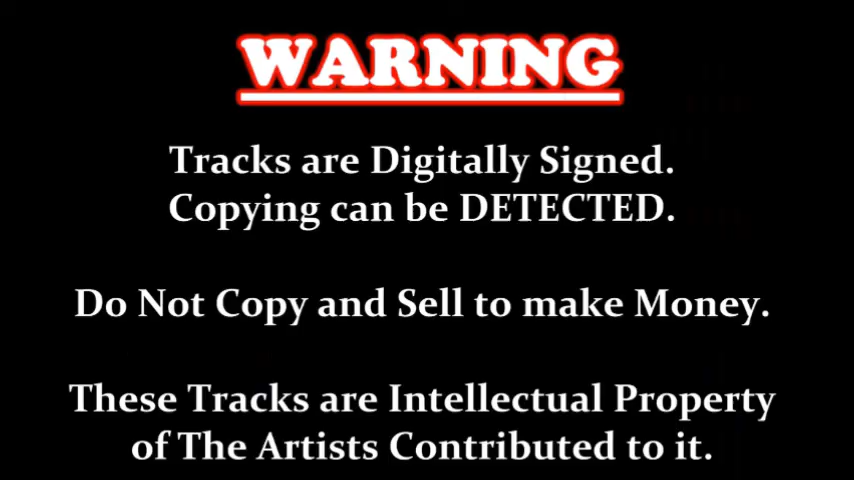 WARNING
Tracks are Digitally Signed.
Copying can be DETECTED.
Do Not Copy and Sell to make Money.
These Tracks are Intellectual Property
of The Artists Contributed to it.